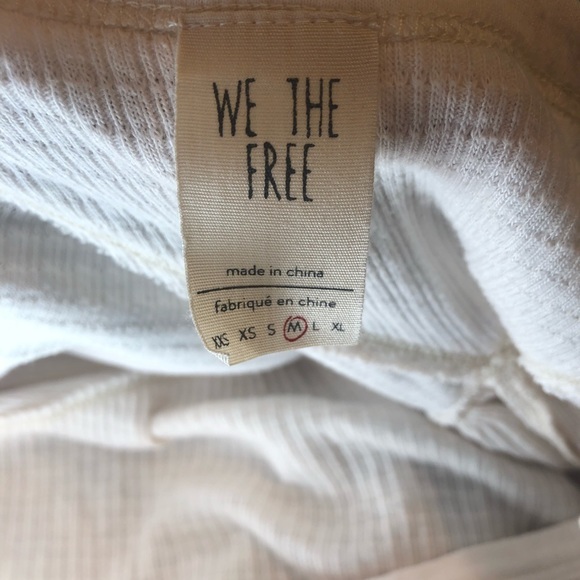 WE THE
FREE
made in china
fabriqué en chine
XXS XS S M L XL